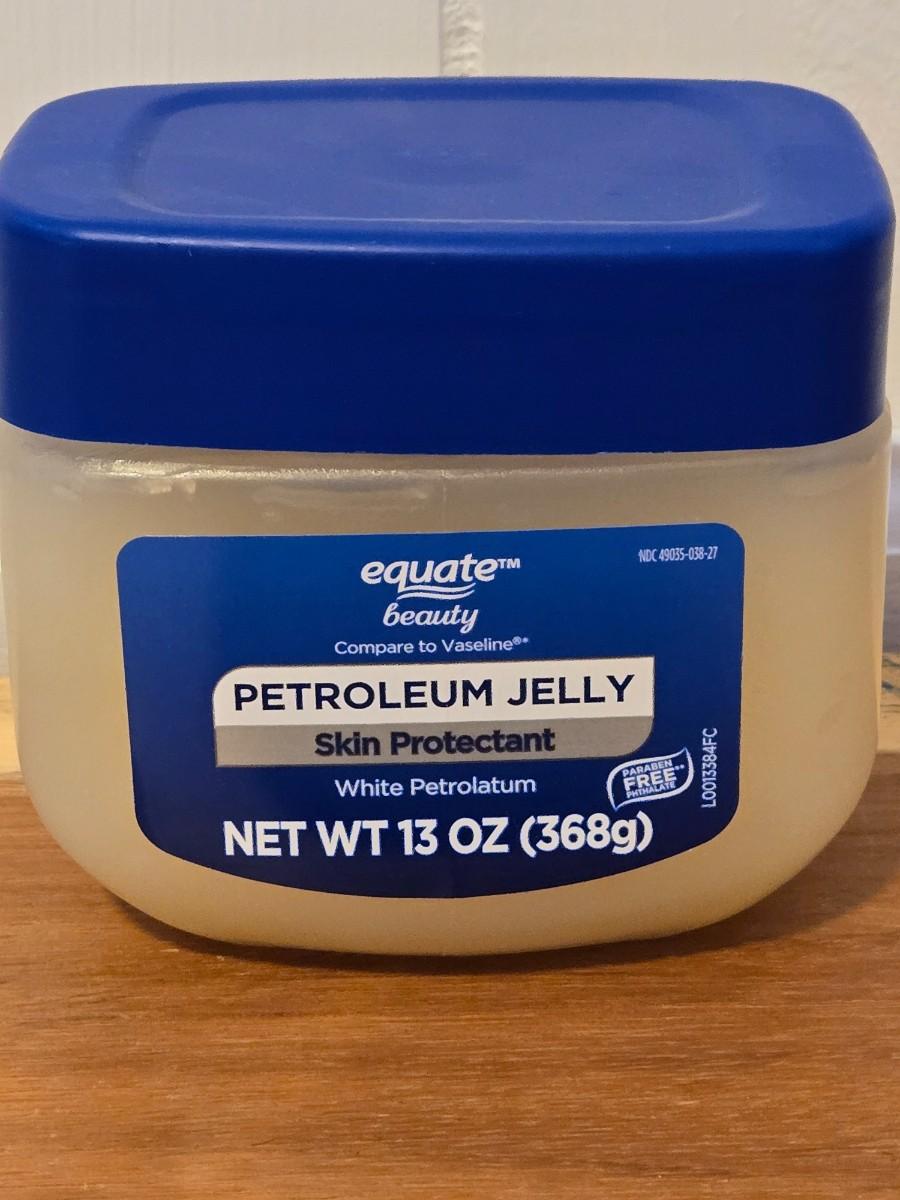 equate™
NDC 49035-038-27
beauty
Compare to Vaseline®*
PETROLEUM JELLY
Skin Protectant
White Petrolatum
PARABEN
FREE**
PHTHALATE
L0013384FC
NET WT 13 OZ (368g)